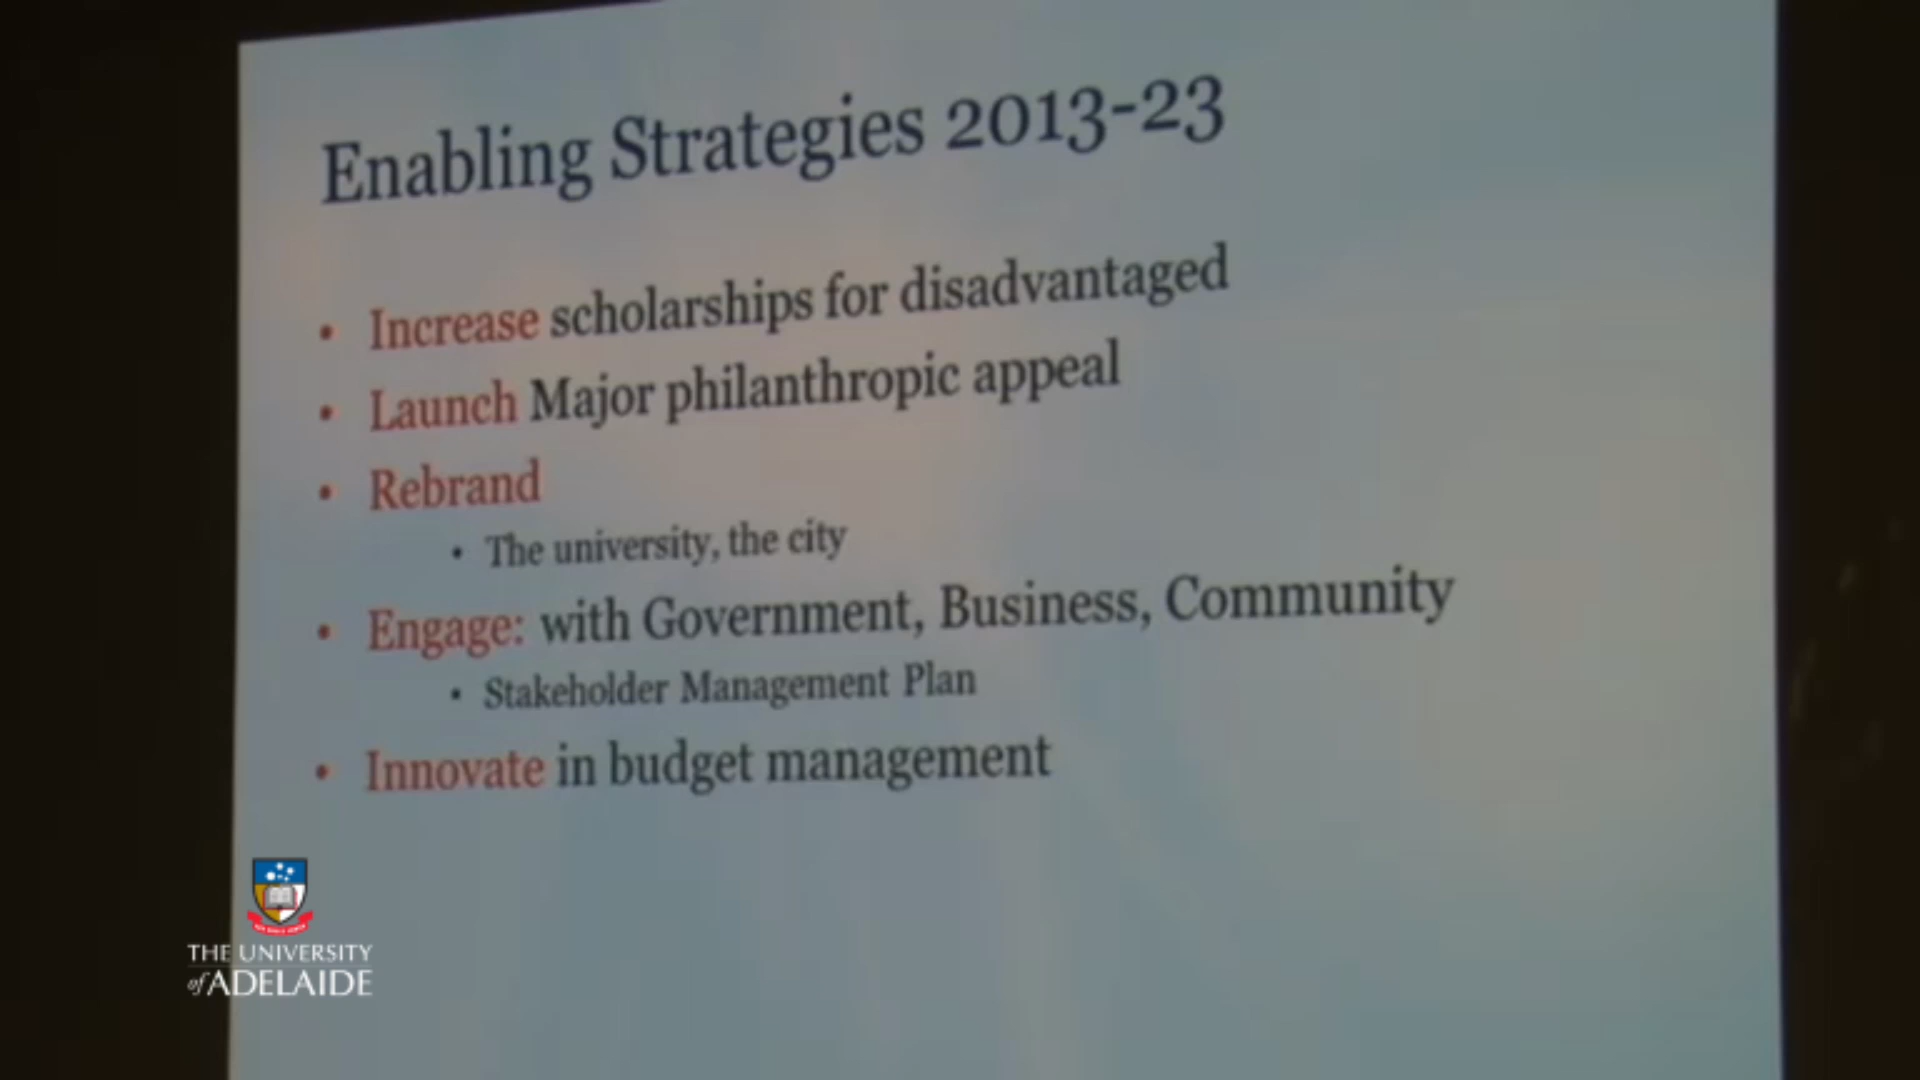 Enabling Strategies 2013-23
• Increase scholarships for disadvantaged
• Launch Major philanthropic appeal
• Rebrand
• The university, the city
• Engage: with Government, Business, Community
• Stakeholder Management Plan
• Innovate in budget management
THE UNIVERSITY
of ADELAIDE